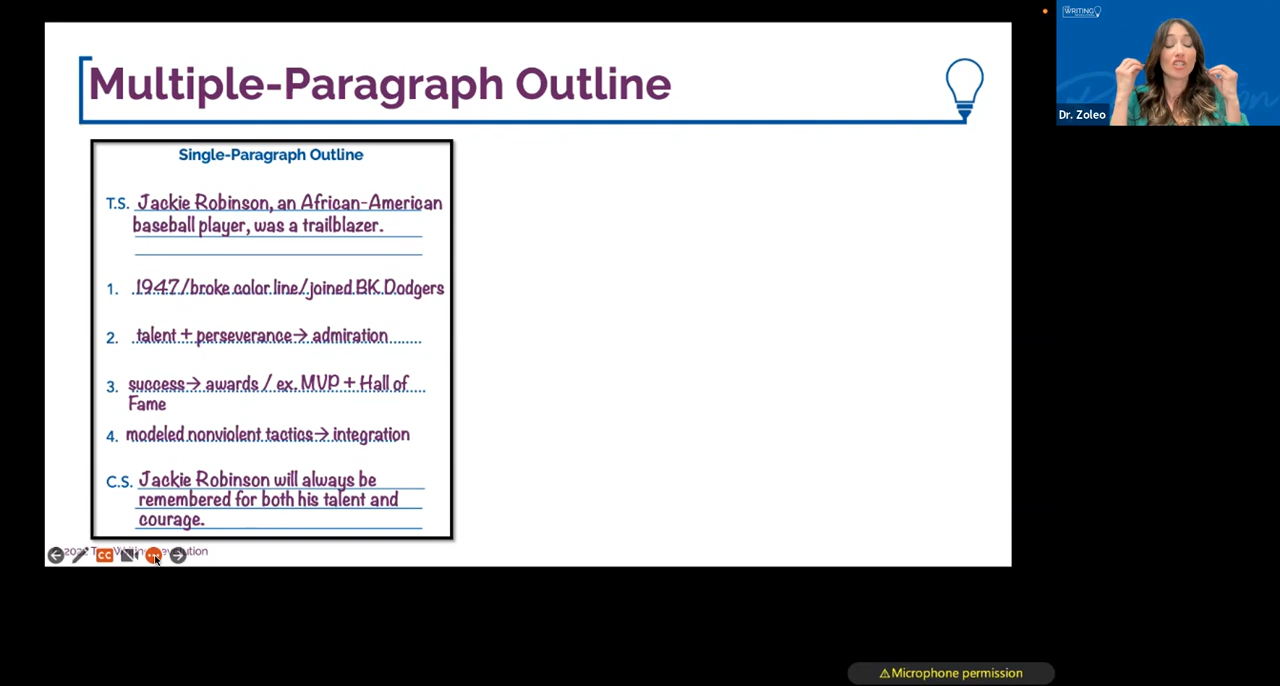 Multiple-Paragraph Outline
Single-Paragraph Outline
T.S. Jackie Robinson, an African-American
baseball player, was a trailblazer.
1. 1947/broke color line/joined BK Dodgers
2. talent + perseverance→ admiration
3. success→ awards / ex. MVP + Hall of
Fame
4. modeled nonviolent tactics→ integration
C.S. Jackie Robinson will always be
remembered for both his talent and
courage.
CC
WRITING
Dr. Zoleo
⚠Microphone permission